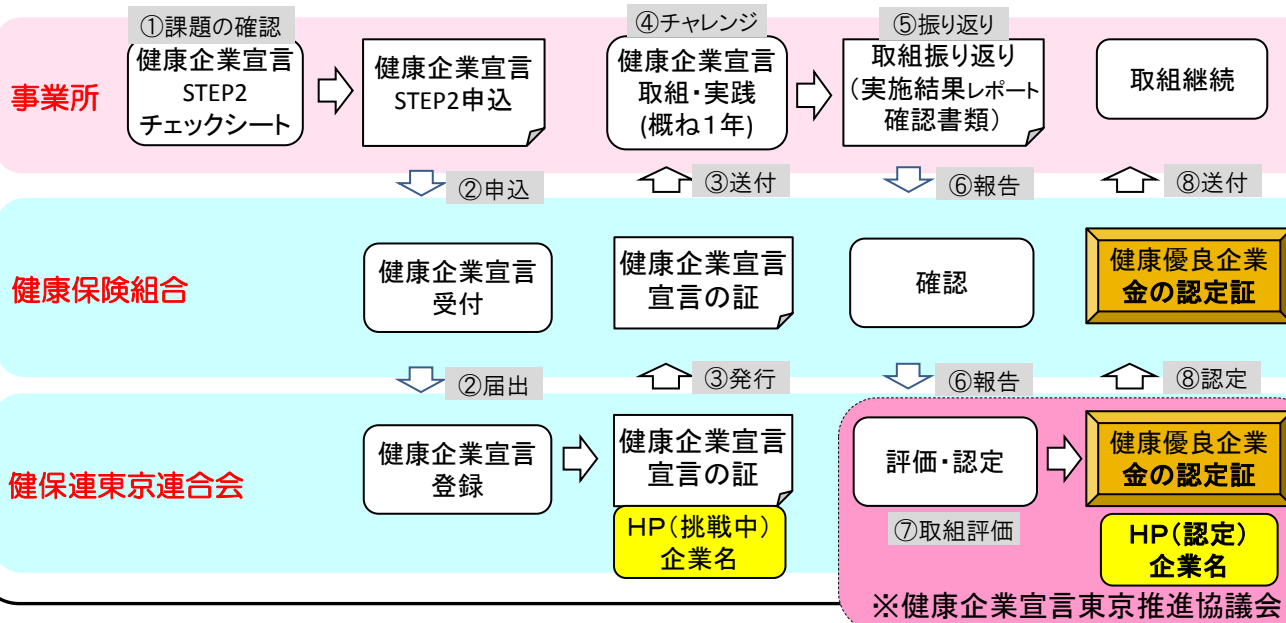 ①課題の確認
健康企業宣言
STEP2
チェックシート
健康企業宣言
STEP2申込
④チャレンジ
健康企業宣言
取組・実践
(概ね1年)
⑤振り返り
取組振り返り
(実施結果レポート
確認書類)
取組継続
事業所
②申込
③送付
⑥報告
⑧送付
健康保険組合
健康企業宣言
受付
健康企業宣言
宣言の証
確認
健康優良企業
金の認定証
②届出
③発行
⑥報告
⑧認定
健保連東京連合会
健康企業宣言
登録
健康企業宣言
宣言の証
HP(挑戦中)
企業名
評価・認定
⑦取組評価
健康優良企業
金の認定証
HP(認定)
企業名
※健康企業宣言東京推進協議会